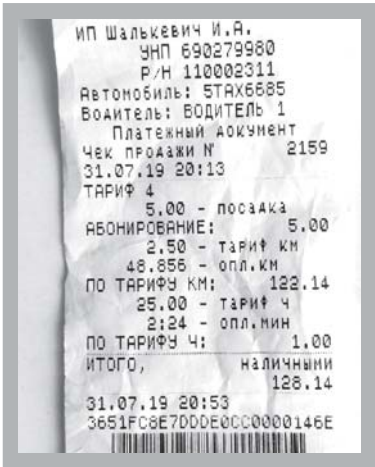 ИП Шалькевич И.А.
УНП 690279980
Р/Н 110002311
Автомобиль: 5TAX6685
Водитель: ВОДИТЕЛЬ 1
Платежный документ
Чек продажи № 2159
31.07.19 20:13
ТАРИФ 4
5.00 - посадка
АБОНИРОВАНИЕ: 5.00
2.50 - тариф км
48.856 - опл.км
ПО ТАРИФУ КМ: 122.14
25.00 - тариф ч
2:24 - опл.мин
ПО ТАРИФУ Ч: 1.00
ИТОГО, наличными
128.14
31.07.19 20:53
3651FC8E7DDDE0CC0000146E